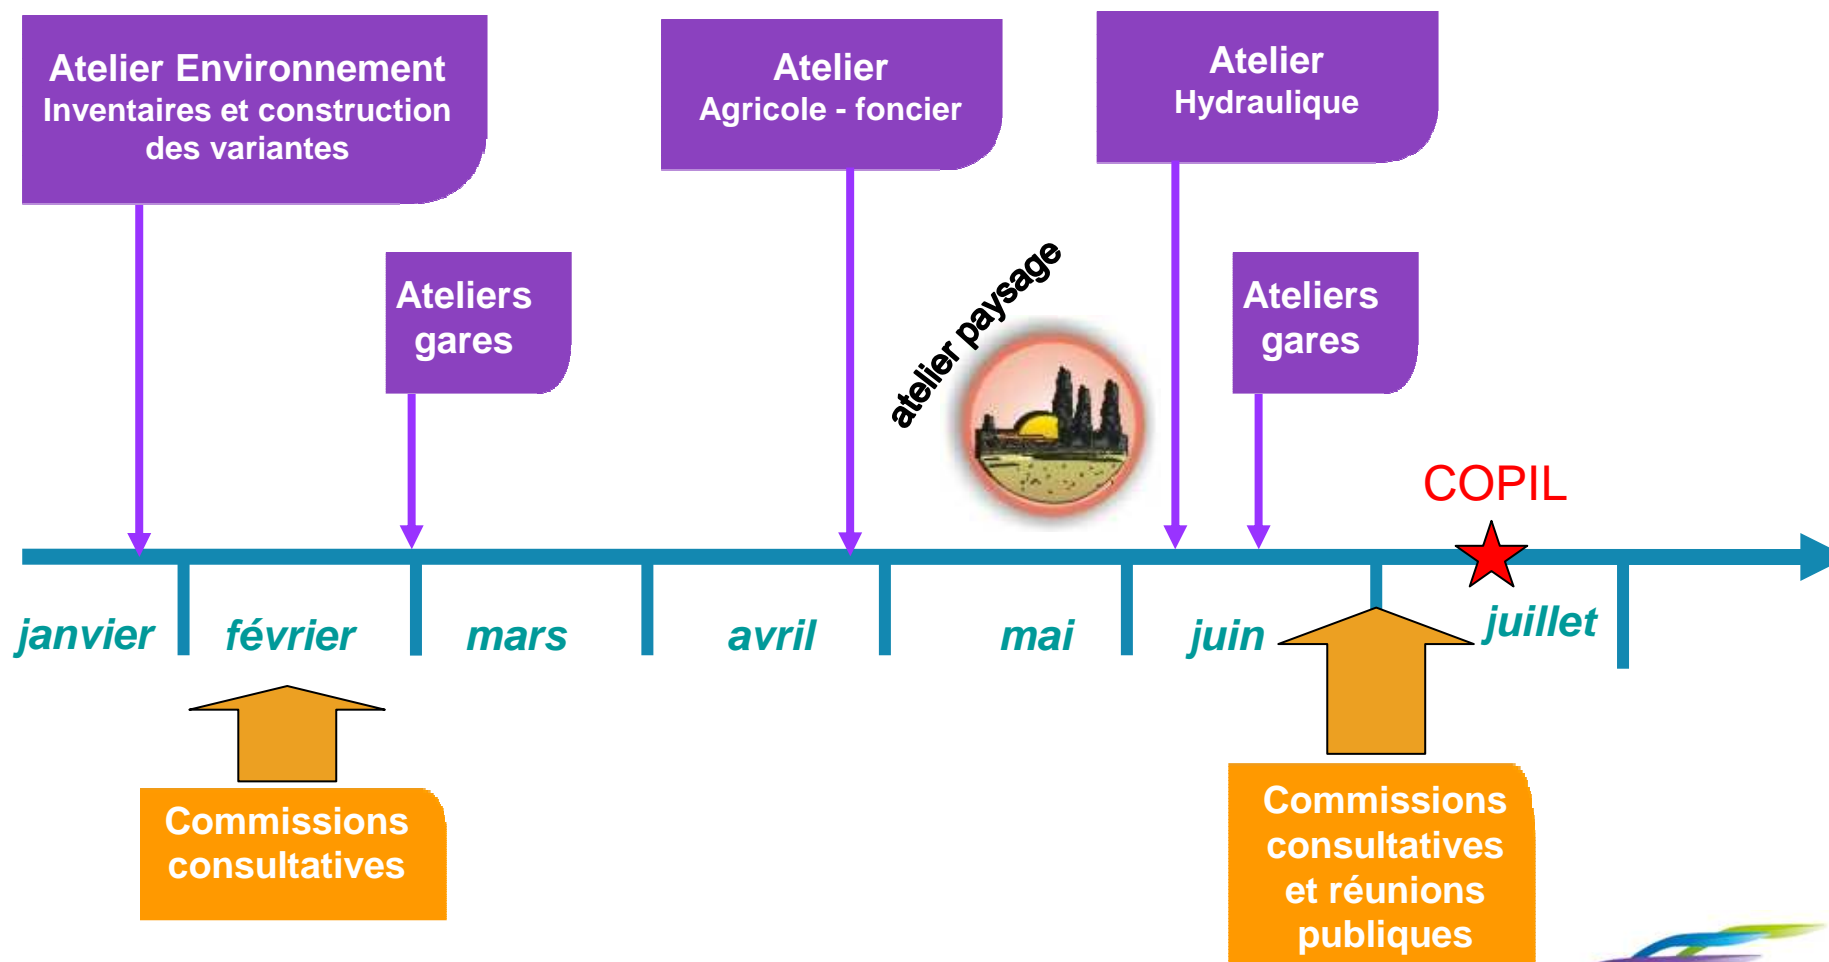 Atelier Environnement
Inventaires et construction
des variantes
Atelier
Agricole - foncier
Atelier
Hydraulique
Ateliers
gares
atelier paysage
Ateliers
gares
COPIL
janvier
février
mars
avril
mai
juin
juillet
Commissions
consultatives
Commissions
consultatives
et réunions
publiques